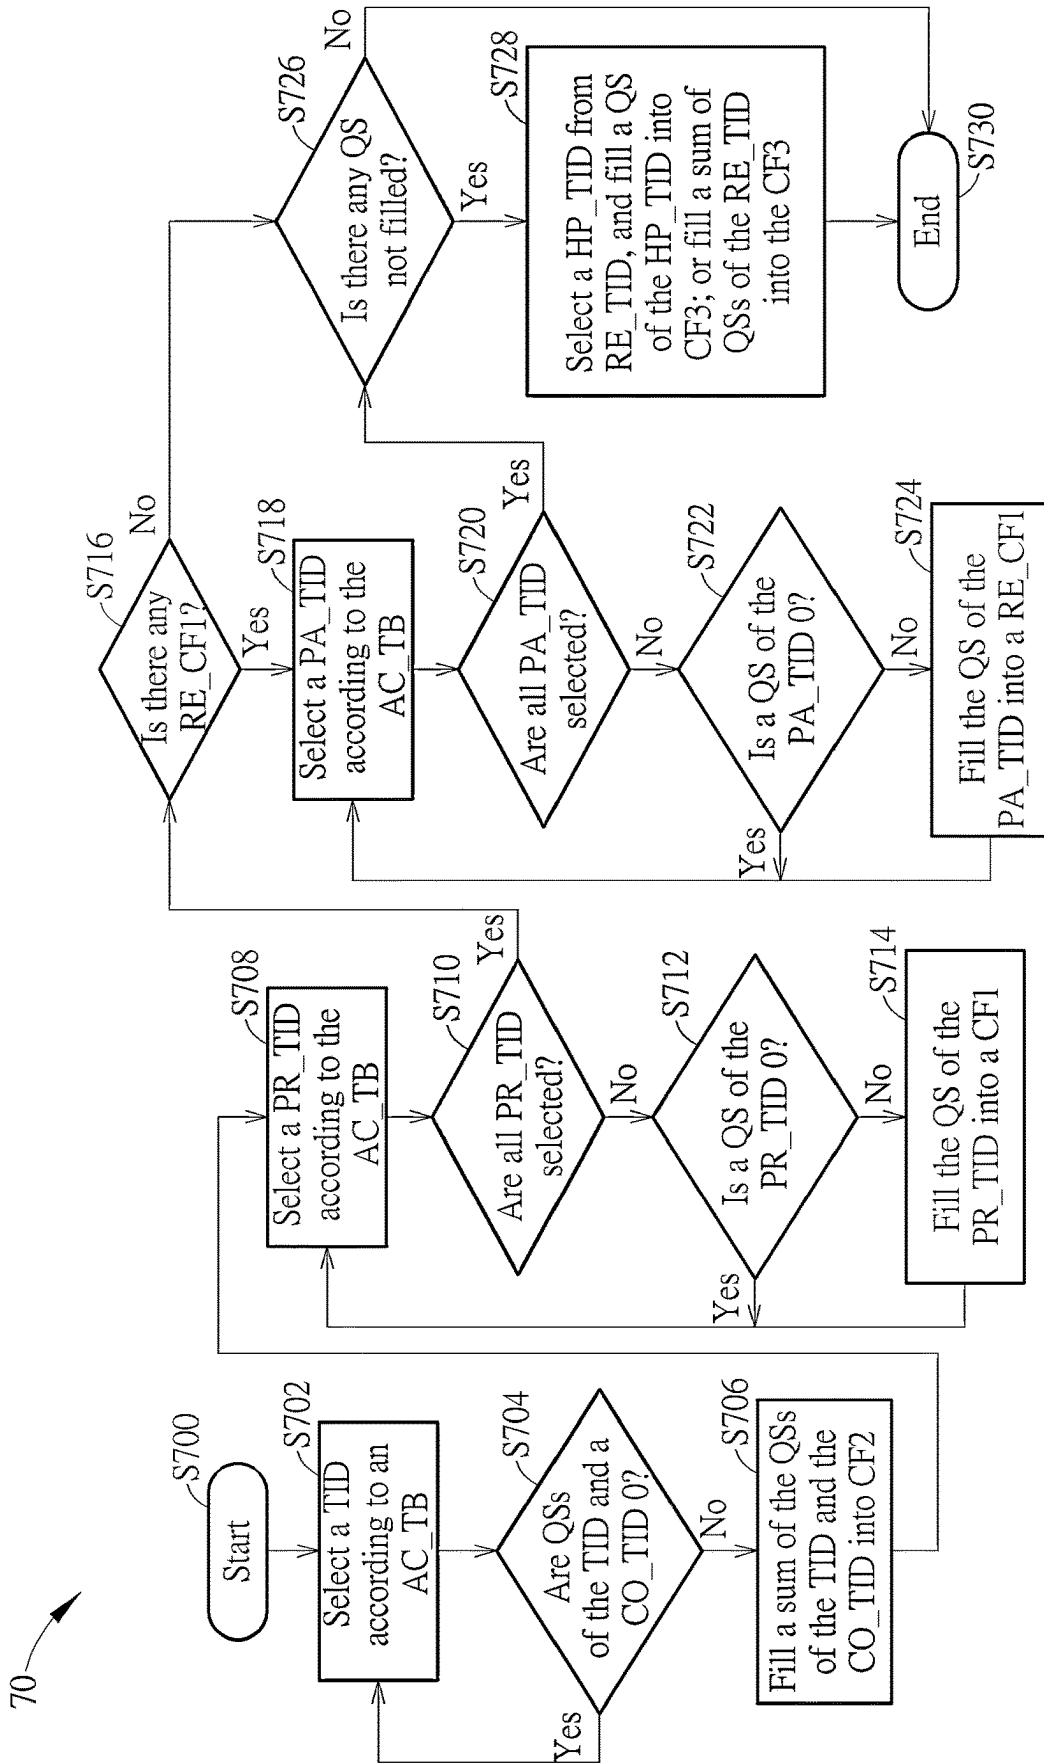 70
Start
S700
Select a TID
according to an
AC_TB
S702
Are QSs
of the TID and a
CO_TID 0?
S704
Yes
No
Fill a sum of the QSs
of the TID and the
CO_TID into CF2
S706
Select a PR_TID
according to the
AC_TB
S708
Are all PR_TID
selected?
S710
Yes
No
Is a QS of the
PR_TID 0?
S712
Yes
No
Fill the QS of the
PR_TID into a CF1
S714
Is there any
RE_CF1?
S716
No
Yes
Select a PA_TID
according to the
AC_TB
S718
Are all PA_TID
selected?
S720
Yes
No
Is a QS of the
PA_TID 0?
S722
Yes
No
Fill the QS of the
PA_TID into a RE_CF1
S724
Is there any QS
not filled?
S726
No
Yes
Select a HP_TID from
RE_TID, and fill a QS
of the HP_TID into
CF3; or fill a sum of
QSs of the RE_TID
into the CF3
S728
End
S730